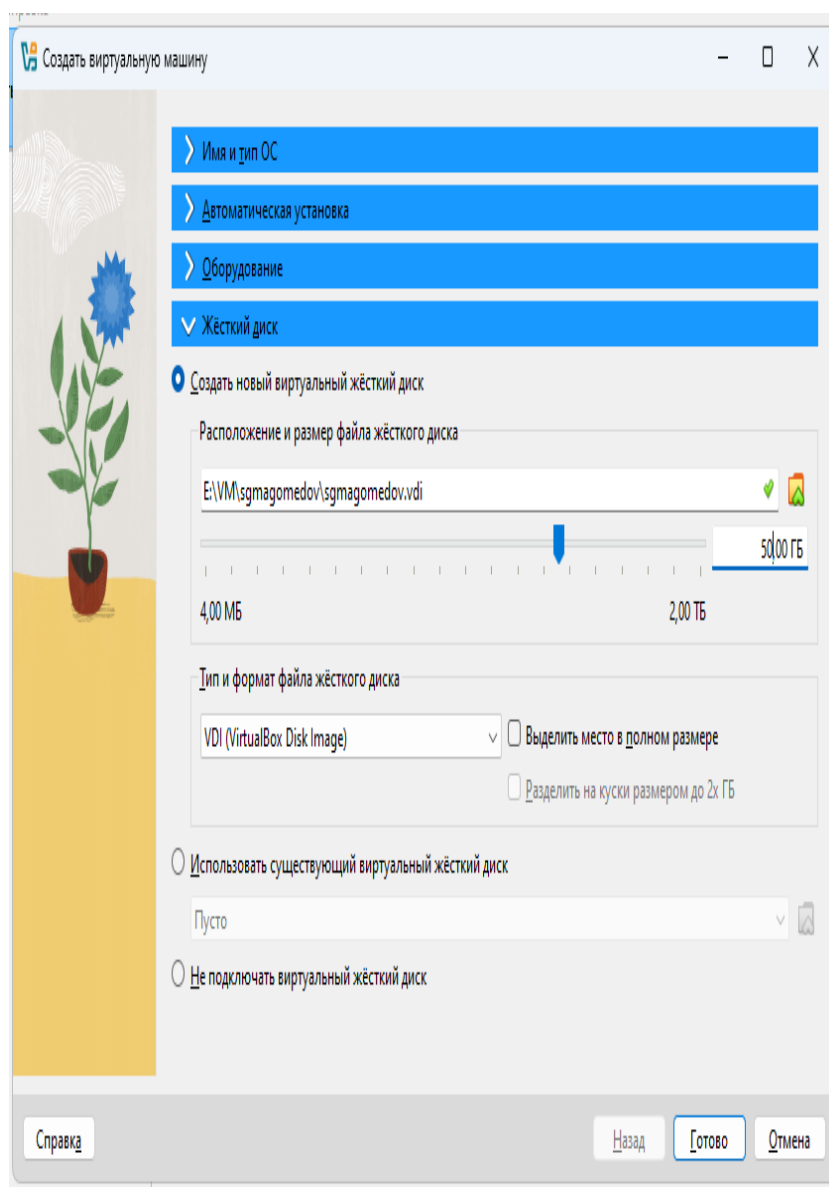 Создать виртуальную машину
Имя и тип ОС
Автоматическая установка
Оборудование
Жёсткий диск
Создать новый виртуальный жёсткий диск
Расположение и размер файла жёсткого диска
E:\VM\sgmagomedov\sgmagomedov.vdi
50,00 ГБ
4,00 МБ 2,00 ТБ
Тип и формат файла жёсткого диска
VDI (VirtualBox Disk Image) Выделить место в полном размере
Разделить на куски размером до 2х ГБ
Использовать существующий виртуальный жёсткий диск
Пусто
Не подключать виртуальный жёсткий диск
Справка Назад Готово Отмена